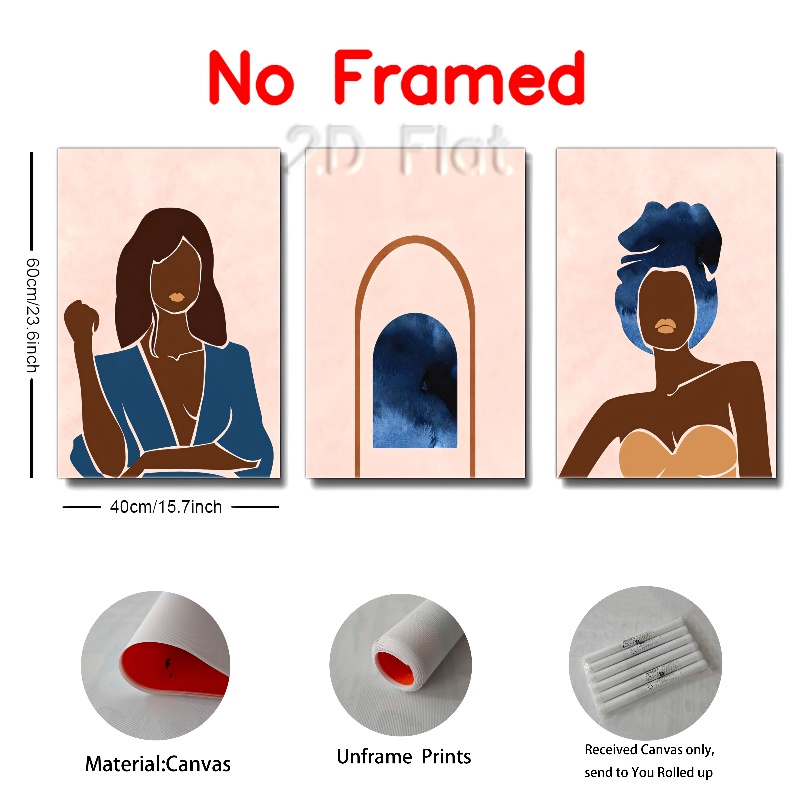 No Framed
2D Flat
60cm/23.6inch
40cm/15.7inch
Material:Canvas
Unframe Prints
Received Canvas only,
send to You Rolled up